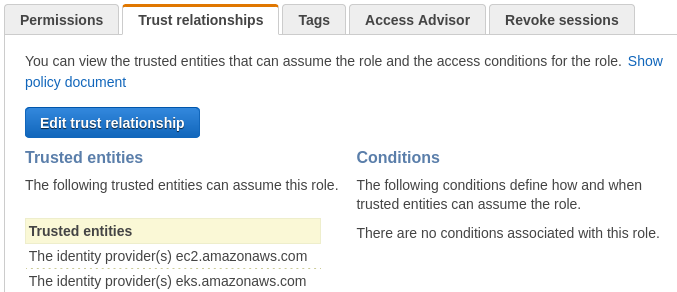 Permissions
Trust relationships
Tags
Access Advisor
Revoke sessions
You can view the trusted entities that can assume the role and the access conditions for the role. Show
policy document
Edit trust relationship
Trusted entities
The following trusted entities can assume this role.
Trusted entities
The identity provider(s) ec2.amazonaws.com
The identity provider(s) eks.amazonaws.com
Conditions
The following conditions define how and when
trusted entities can assume the role.
There are no conditions associated with this role.